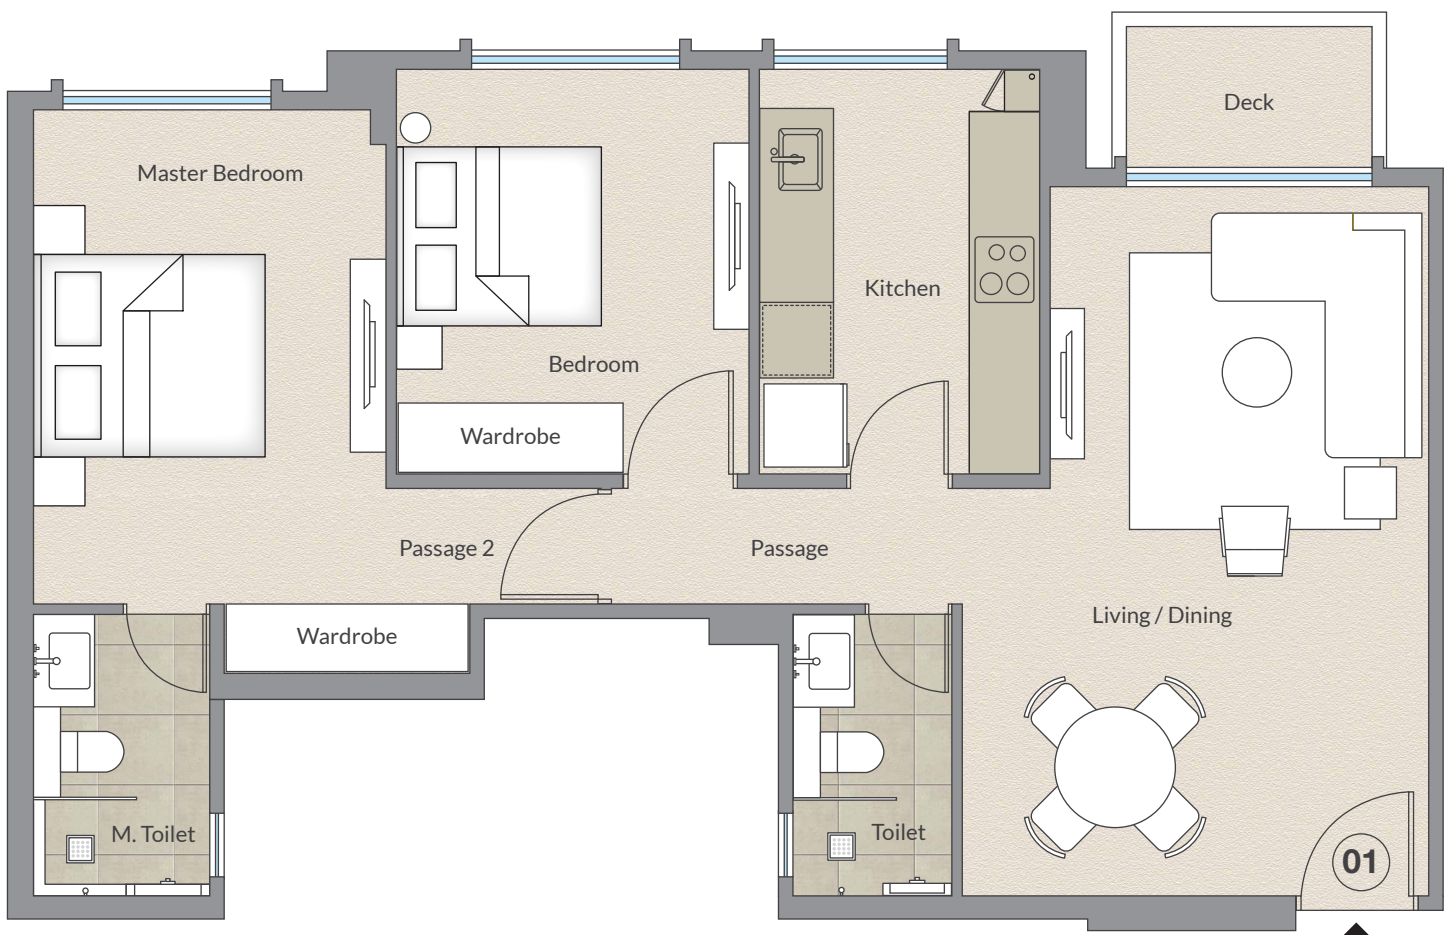 Deck
Master Bedroom
Kitchen
Bedroom
Wardrobe
Passage 2
Passage
Living / Dining
Wardrobe
M. Toilet
Toilet
01